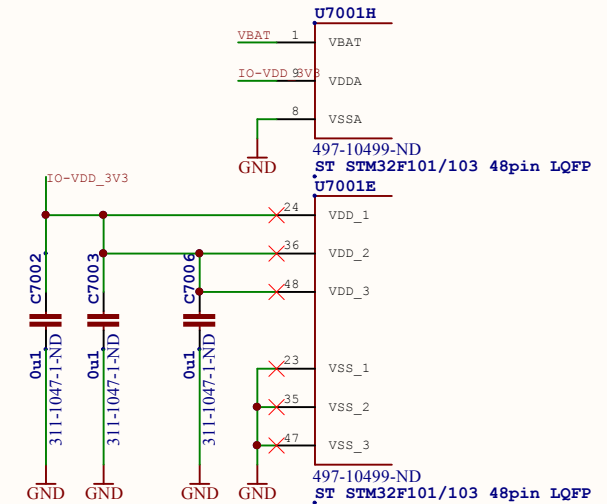 U7001H
VBAT 1 VBAT
IO-VDD_3V3 9 VDDA
8 VSSA
GND
497-10499-ND
ST STM32F101/103 48pin LQFP
IO-VDD_3V3
U7001E
24 VDD_1
36 VDD_2
48 VDD_3
C7002
0u1
311-1047-1-ND
C7003
0u1
311-1047-1-ND
C7006
0u1
311-1047-1-ND
23 VSS_1
35 VSS_2
47 VSS_3
GND GND GND GND
497-10499-ND
ST STM32F101/103 48pin LQFP